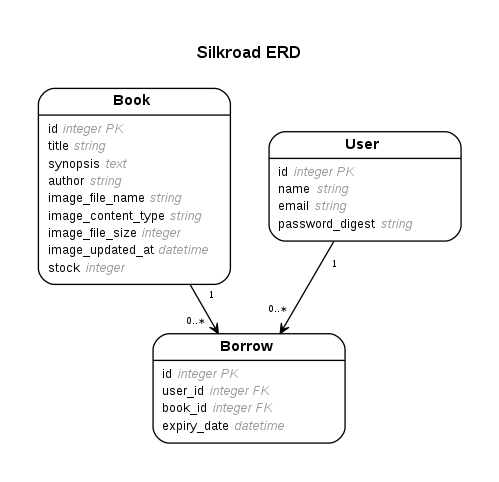 Silkroad ERD
Book
id integer PK
title string
synopsis text
author string
image_file_name string
image_content_type string
image_file_size integer
image_updated_at datetime
stock integer
User
id integer PK
name string
email string
password_digest string
1
0..*
1
0..*
Borrow
id integer PK
user_id integer FK
book_id integer FK
expiry_date datetime